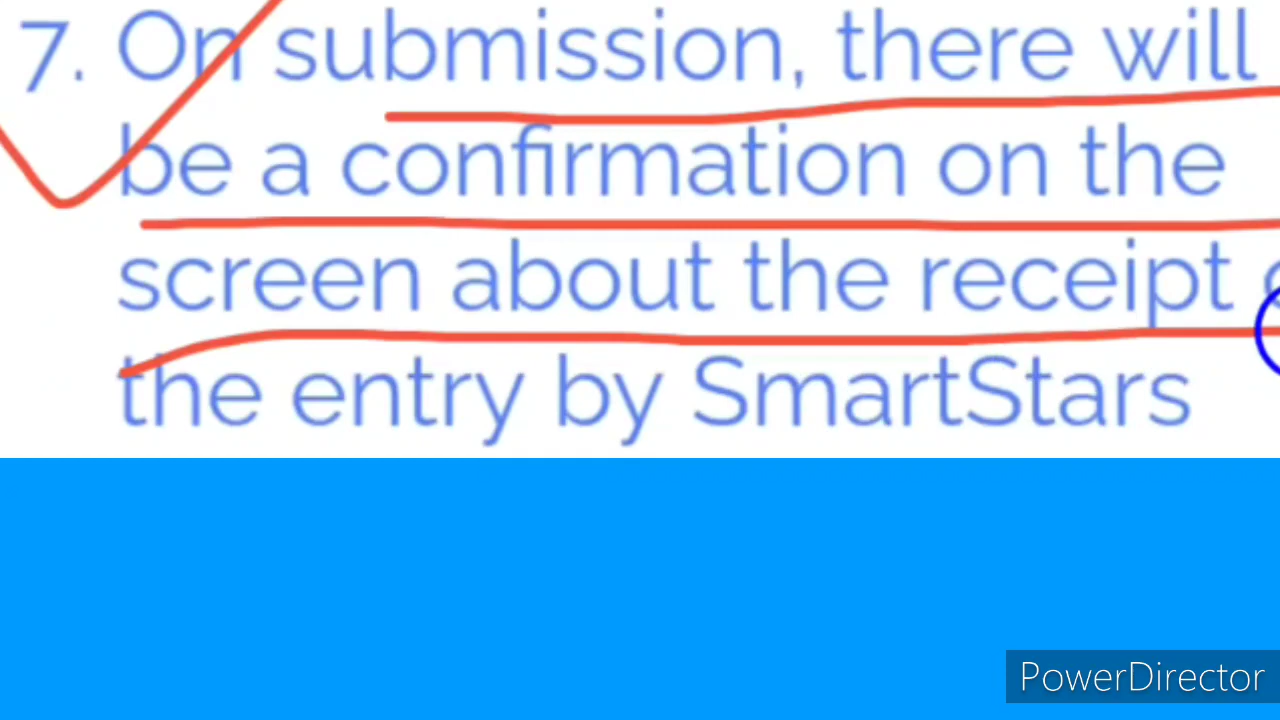 7. On submission, there will
be a confirmation on the
screen about the receipt
the entry by SmartStars
PowerDirector